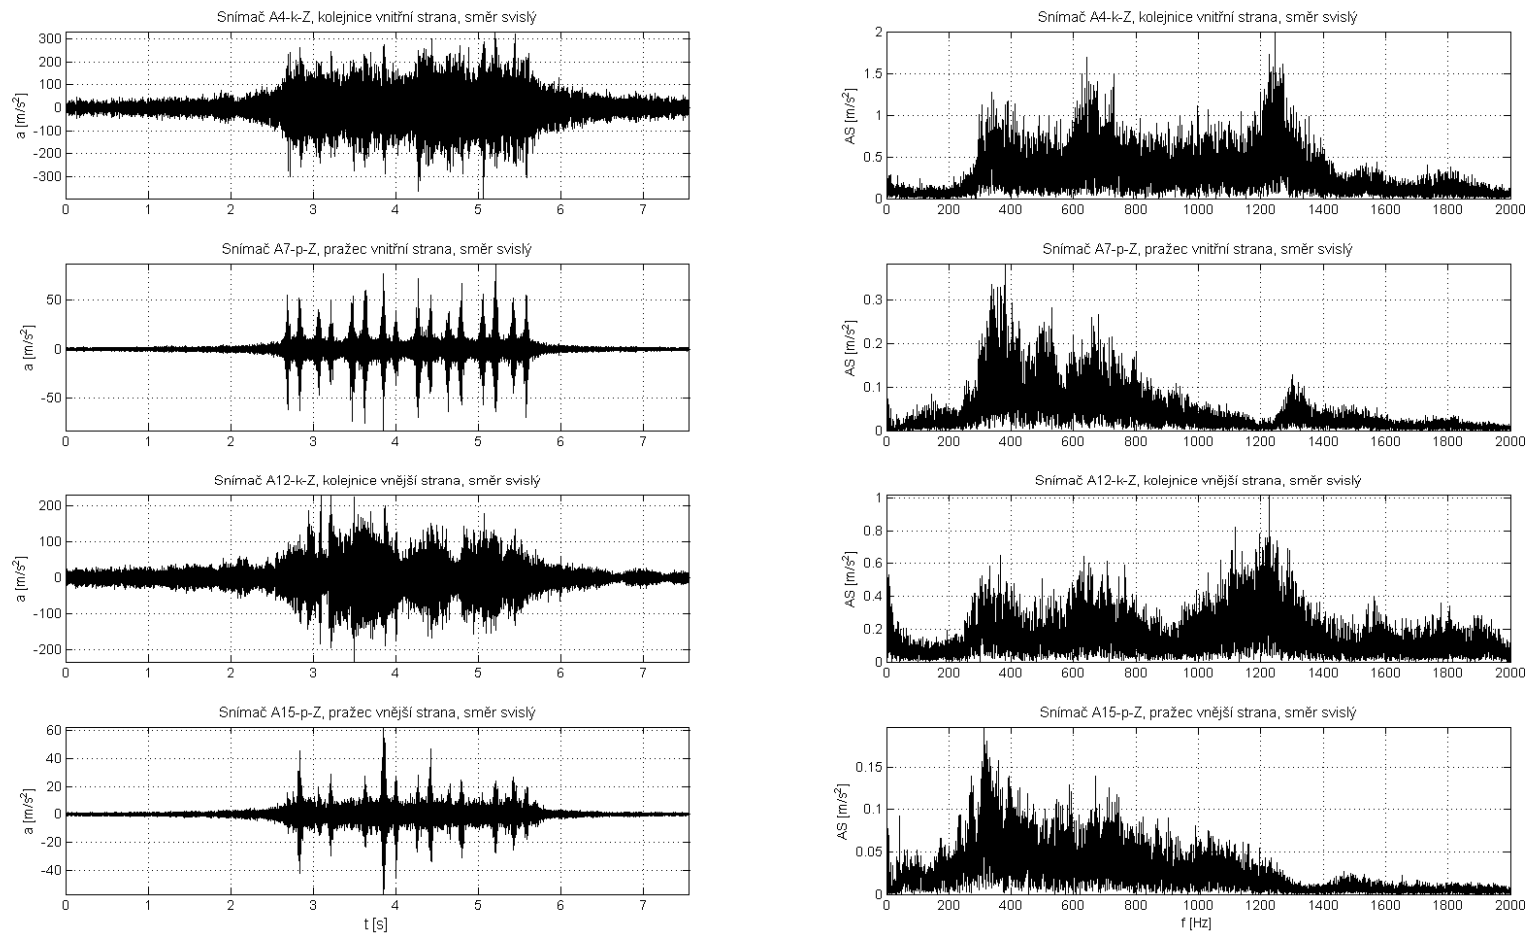 Snímač A4-k-Z, kolejnice vnitřní strana, směr svislý
a [m/s²]
300
200
100
0
-100
-200
-300
0 1 2 3 4 5 6 7
Snímač A4-k-Z, kolejnice vnitřní strana, směr svislý
AS [m/s²]
2
1.5
1
0.5
0
0 200 400 600 800 1000 1200 1400 1600 1800 2000
Snímač A7-p-Z, pražec vnitřní strana, směr svislý
a [m/s²]
50
0
-50
0 1 2 3 4 5 6 7
Snímač A7-p-Z, pražec vnitřní strana, směr svislý
AS [m/s²]
0.3
0.2
0.1
0
0 200 400 600 800 1000 1200 1400 1600 1800 2000
Snímač A12-k-Z, kolejnice vnější strana, směr svislý
a [m/s²]
200
100
0
-100
-200
0 1 2 3 4 5 6 7
Snímač A12-k-Z, kolejnice vnější strana, směr svislý
AS [m/s²]
1
0.8
0.6
0.4
0.2
0
0 200 400 600 800 1000 1200 1400 1600 1800 2000
Snímač A15-p-Z, pražec vnější strana, směr svislý
a [m/s²]
60
40
20
0
-20
-40
0 1 2 3 4 5 6 7
t [s]
Snímač A15-p-Z, pražec vnější strana, směr svislý
AS [m/s²]
0.15
0.1
0.05
0
0 200 400 600 800 1000 1200 1400 1600 1800 2000
f [Hz]